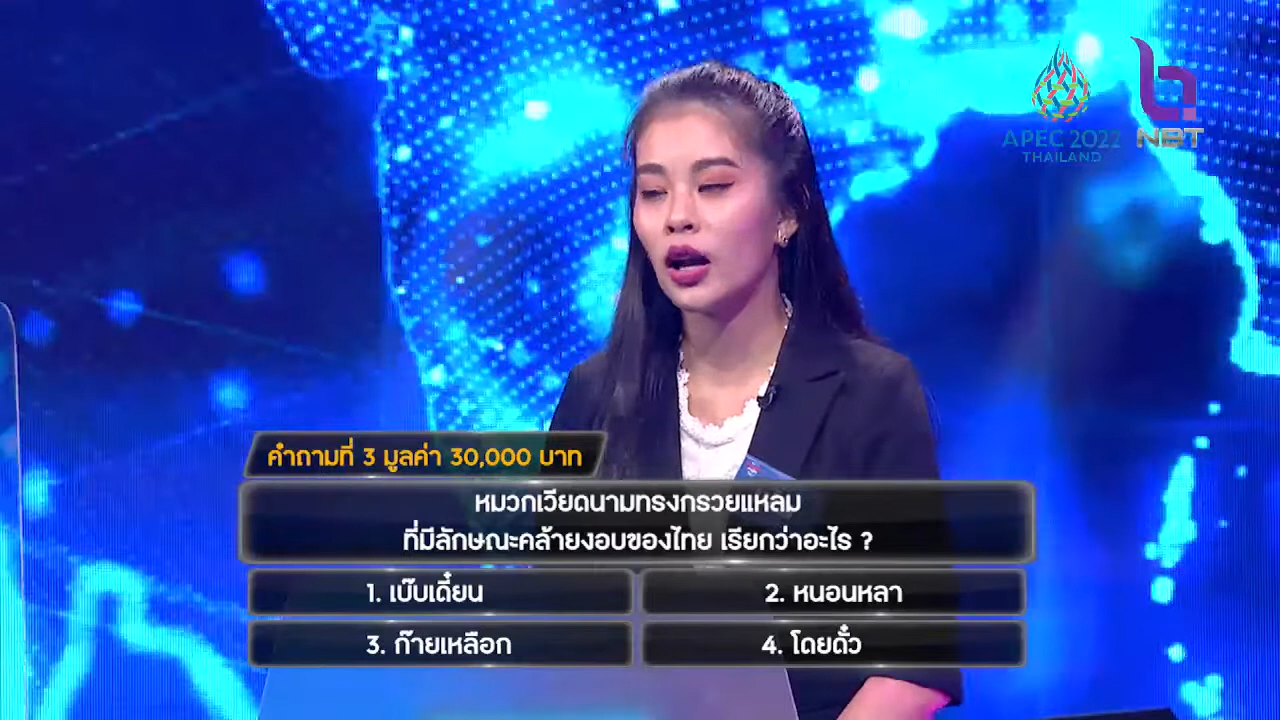 APEC 2022
THAILAND
NBT
คำถามที่ 3 มูลค่า 30,000 บาท
หมวกเวียดนามทรงกรวยแหลม
ที่มีลักษณะคล้ายงอบของไทย เรียกว่าอะไร ?
1. เบ๊บเดี๋ยน
2. หนอนหลา
3. ก๊ายเหลือก
4. โดยตั๋ว